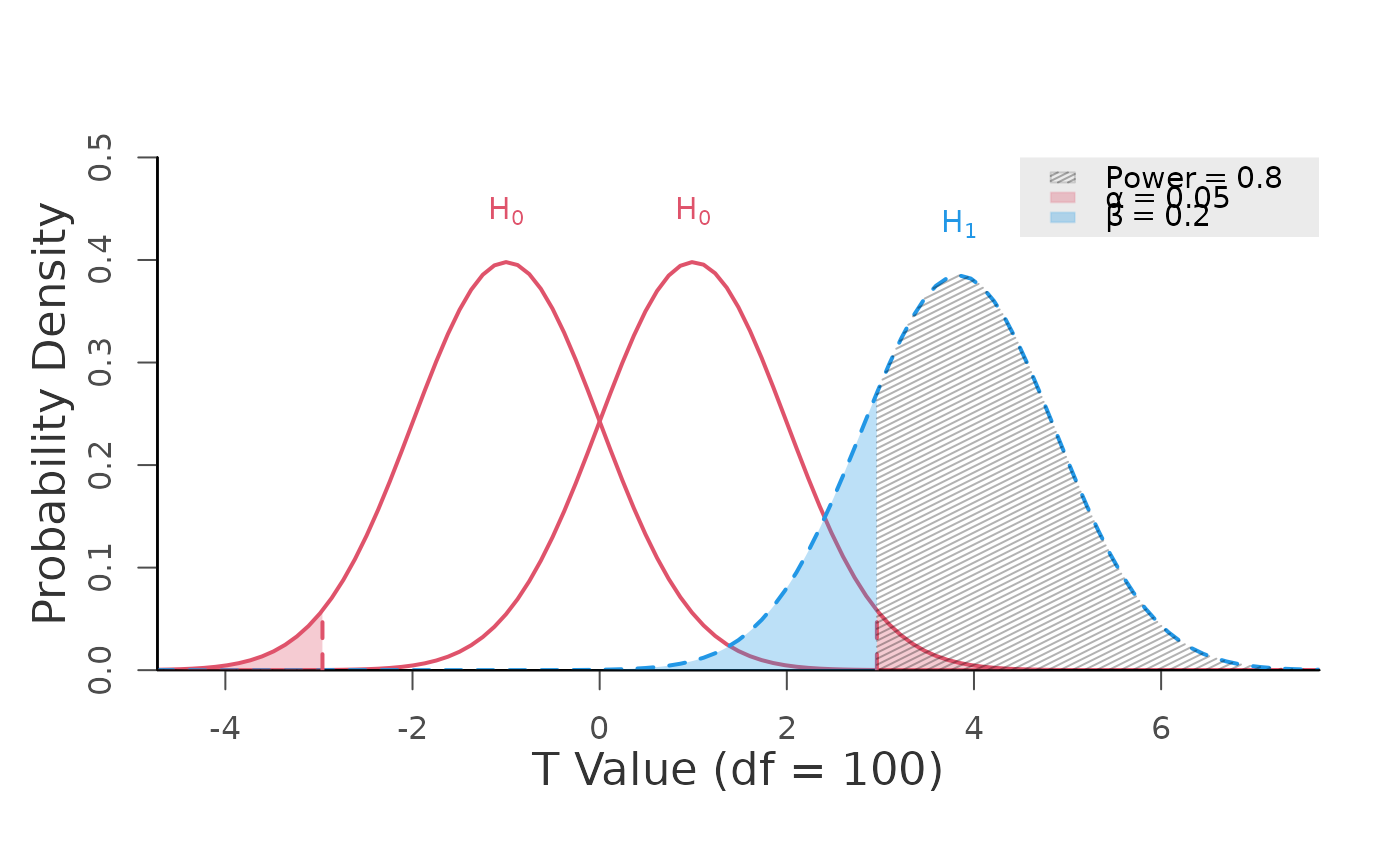 Power = 0.8
α = 0.05
β = 0.2
H₀
H₀
H₁
Probability Density
0.5
0.4
0.3
0.2
0.1
0.0
-4
-2
0
2
4
6
T Value (df = 100)